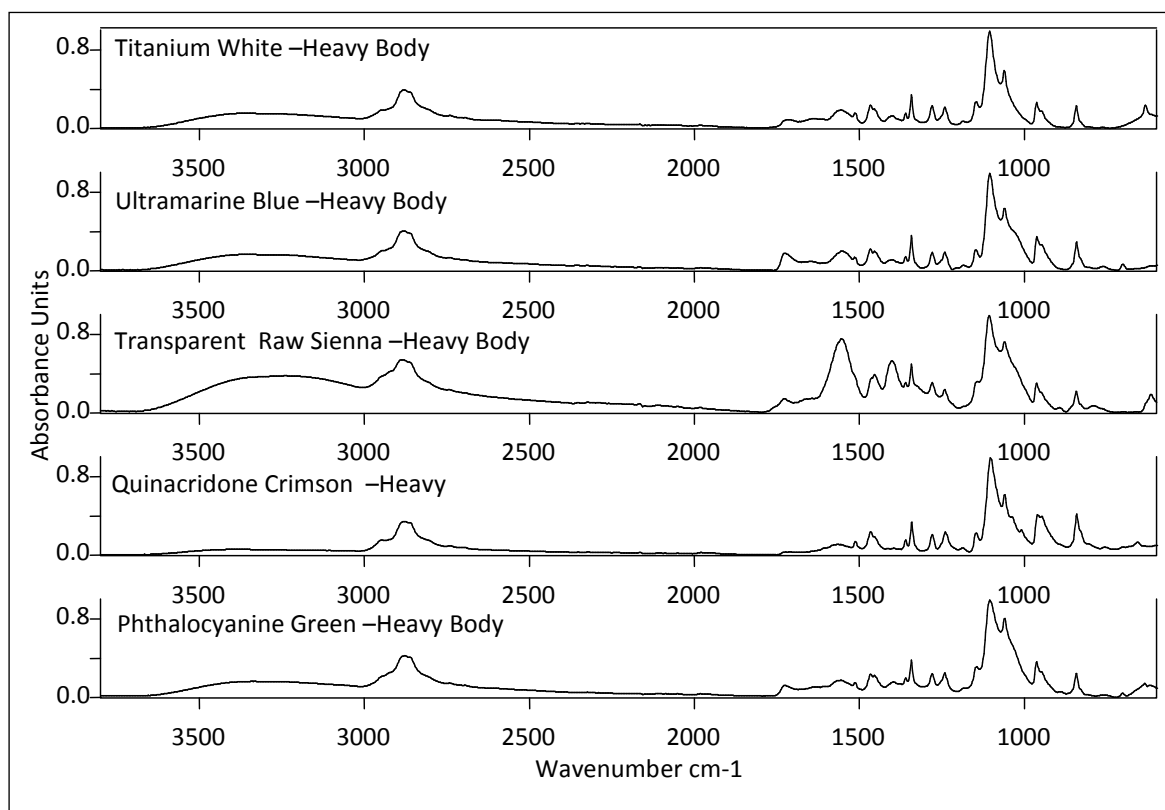 Titanium White –Heavy Body
0.8
0.0
3500 3000 2500 2000 1500 1000
Ultramarine Blue –Heavy Body
0.8
0.0
3500 3000 2500 2000 1500 1000
Transparent Raw Sienna –Heavy Body
0.8
0.0
3500 3000 2500 2000 1500 1000
Quinacridone Crimson –Heavy
0.8
0.0
3500 3000 2500 2000 1500 1000
Phthalocyanine Green –Heavy Body
0.8
0.0
3500 3000 2500 2000 1500 1000
Absorbance Units
Wavenumber cm-1